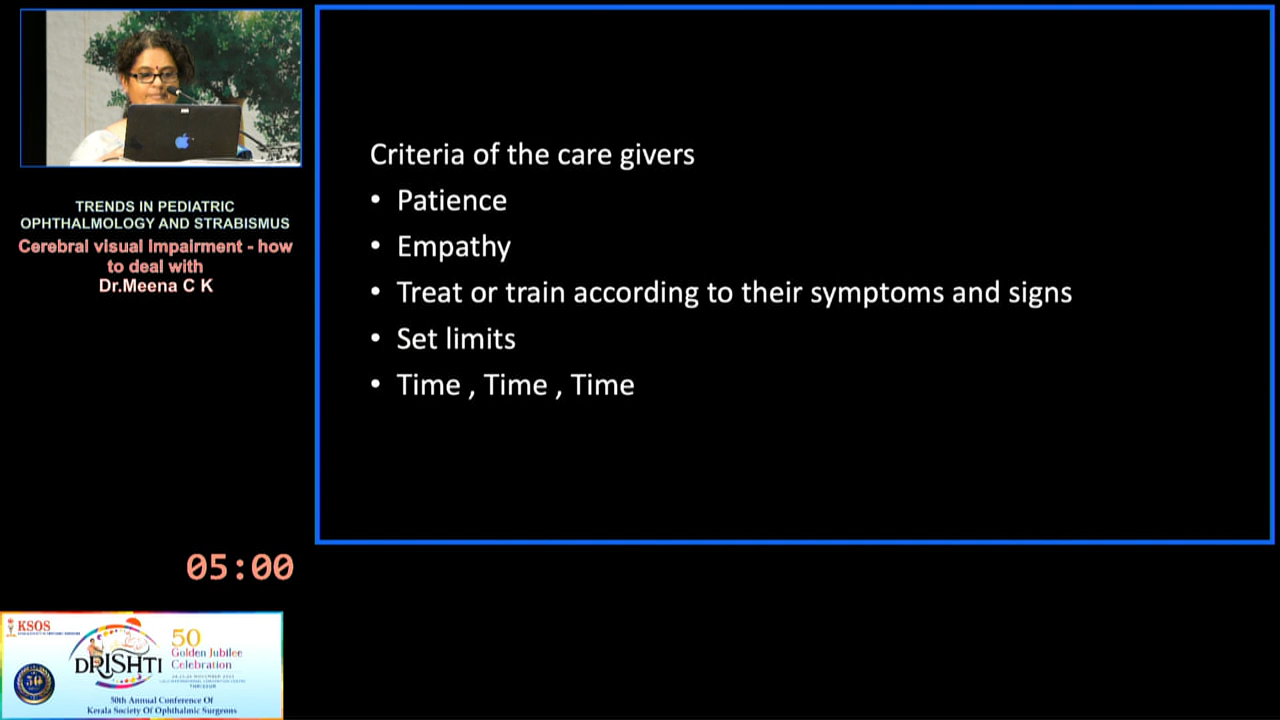 TRENDS IN PEDIATRIC
OPHTHALMOLOGY AND STRABISMUS
Cerebral visual Impairment - how
to deal with
Dr.Meena C K
Criteria of the care givers
• Patience
• Empathy
• Treat or train according to their symptoms and signs
• Set limits
• Time , Time , Time
05:00
KSOS
DRISHTI
50
Golden Jubilee
Celebration
THRISSUR
50
50th Annual Conference Of
Kerala Society Of Ophthalmic Surgeons